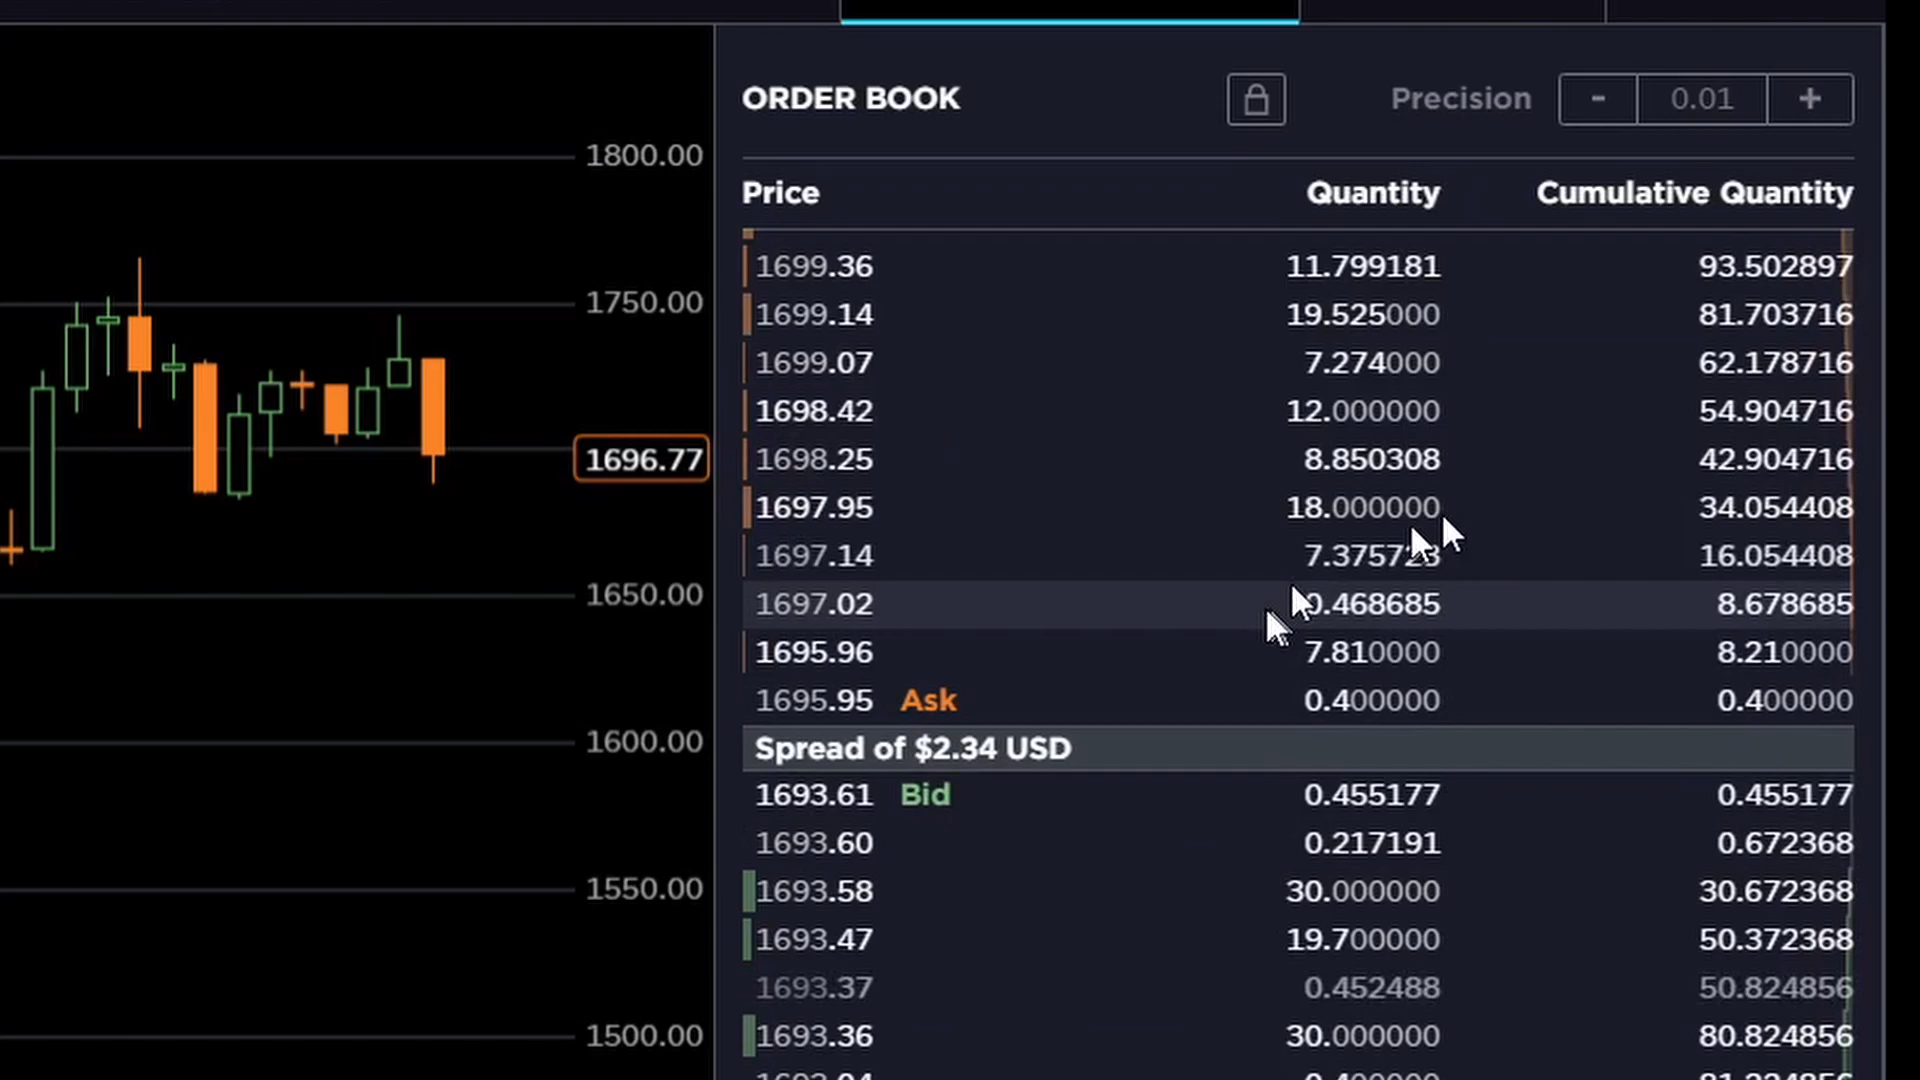 ORDER BOOK Precision - 0.01 +
Price Quantity Cumulative Quantity
1699.36 11.799181 93.502897
1699.14 19.525000 81.703716
1699.07 7.274000 62.178716
1698.42 12.000000 54.904716
1698.25 8.850308 42.904716
1697.95 18.000000 34.054408
1697.14 16.054408
1697.02 0.468685 8.678685
1695.96 7.810000 8.210000
1695.95 Ask 0.400000 0.400000
Spread of $2.34 USD
1693.61 Bid 0.455177 0.455177
1693.60 0.217191 0.672368
1693.58 30.000000 30.672368
1693.47 19.700000 50.372368
1693.37 0.452488 50.824856
1693.36 30.000000 80.824856
1800.00
1750.00
1696.77
1650.00
1600.00
1550.00
1500.00